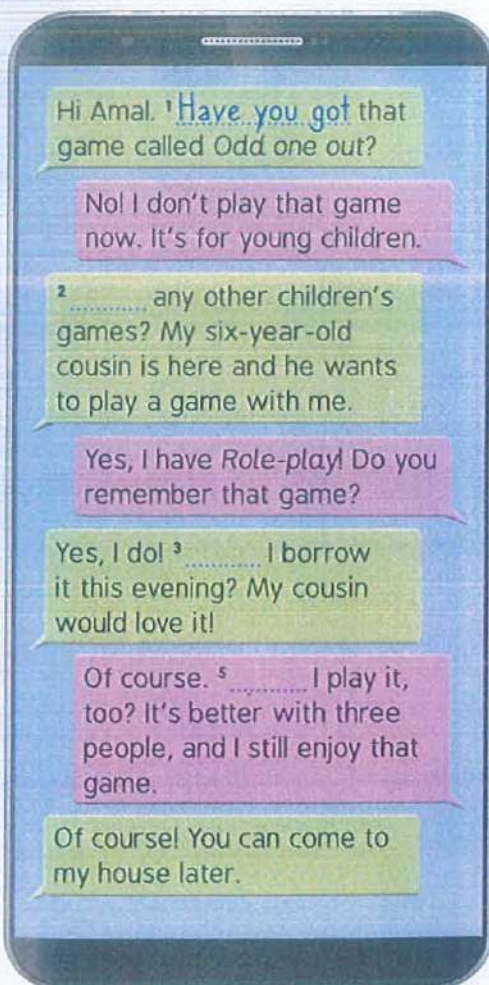 Hi Amal. ¹Have you got that
game called Odd one out?
No! I don't play that game
now. It's for young children.
²........... any other children's
games? My six-year-old
cousin is here and he wants
to play a game with me.
Yes, I have Role-play! Do you
remember that game?
Yes, I do! ³........... I borrow
it this evening? My cousin
would love it!
Of course. ⁵........... I play it,
too? It's better with three
people, and I still enjoy that
game.
Of course! You can come to
my house later.